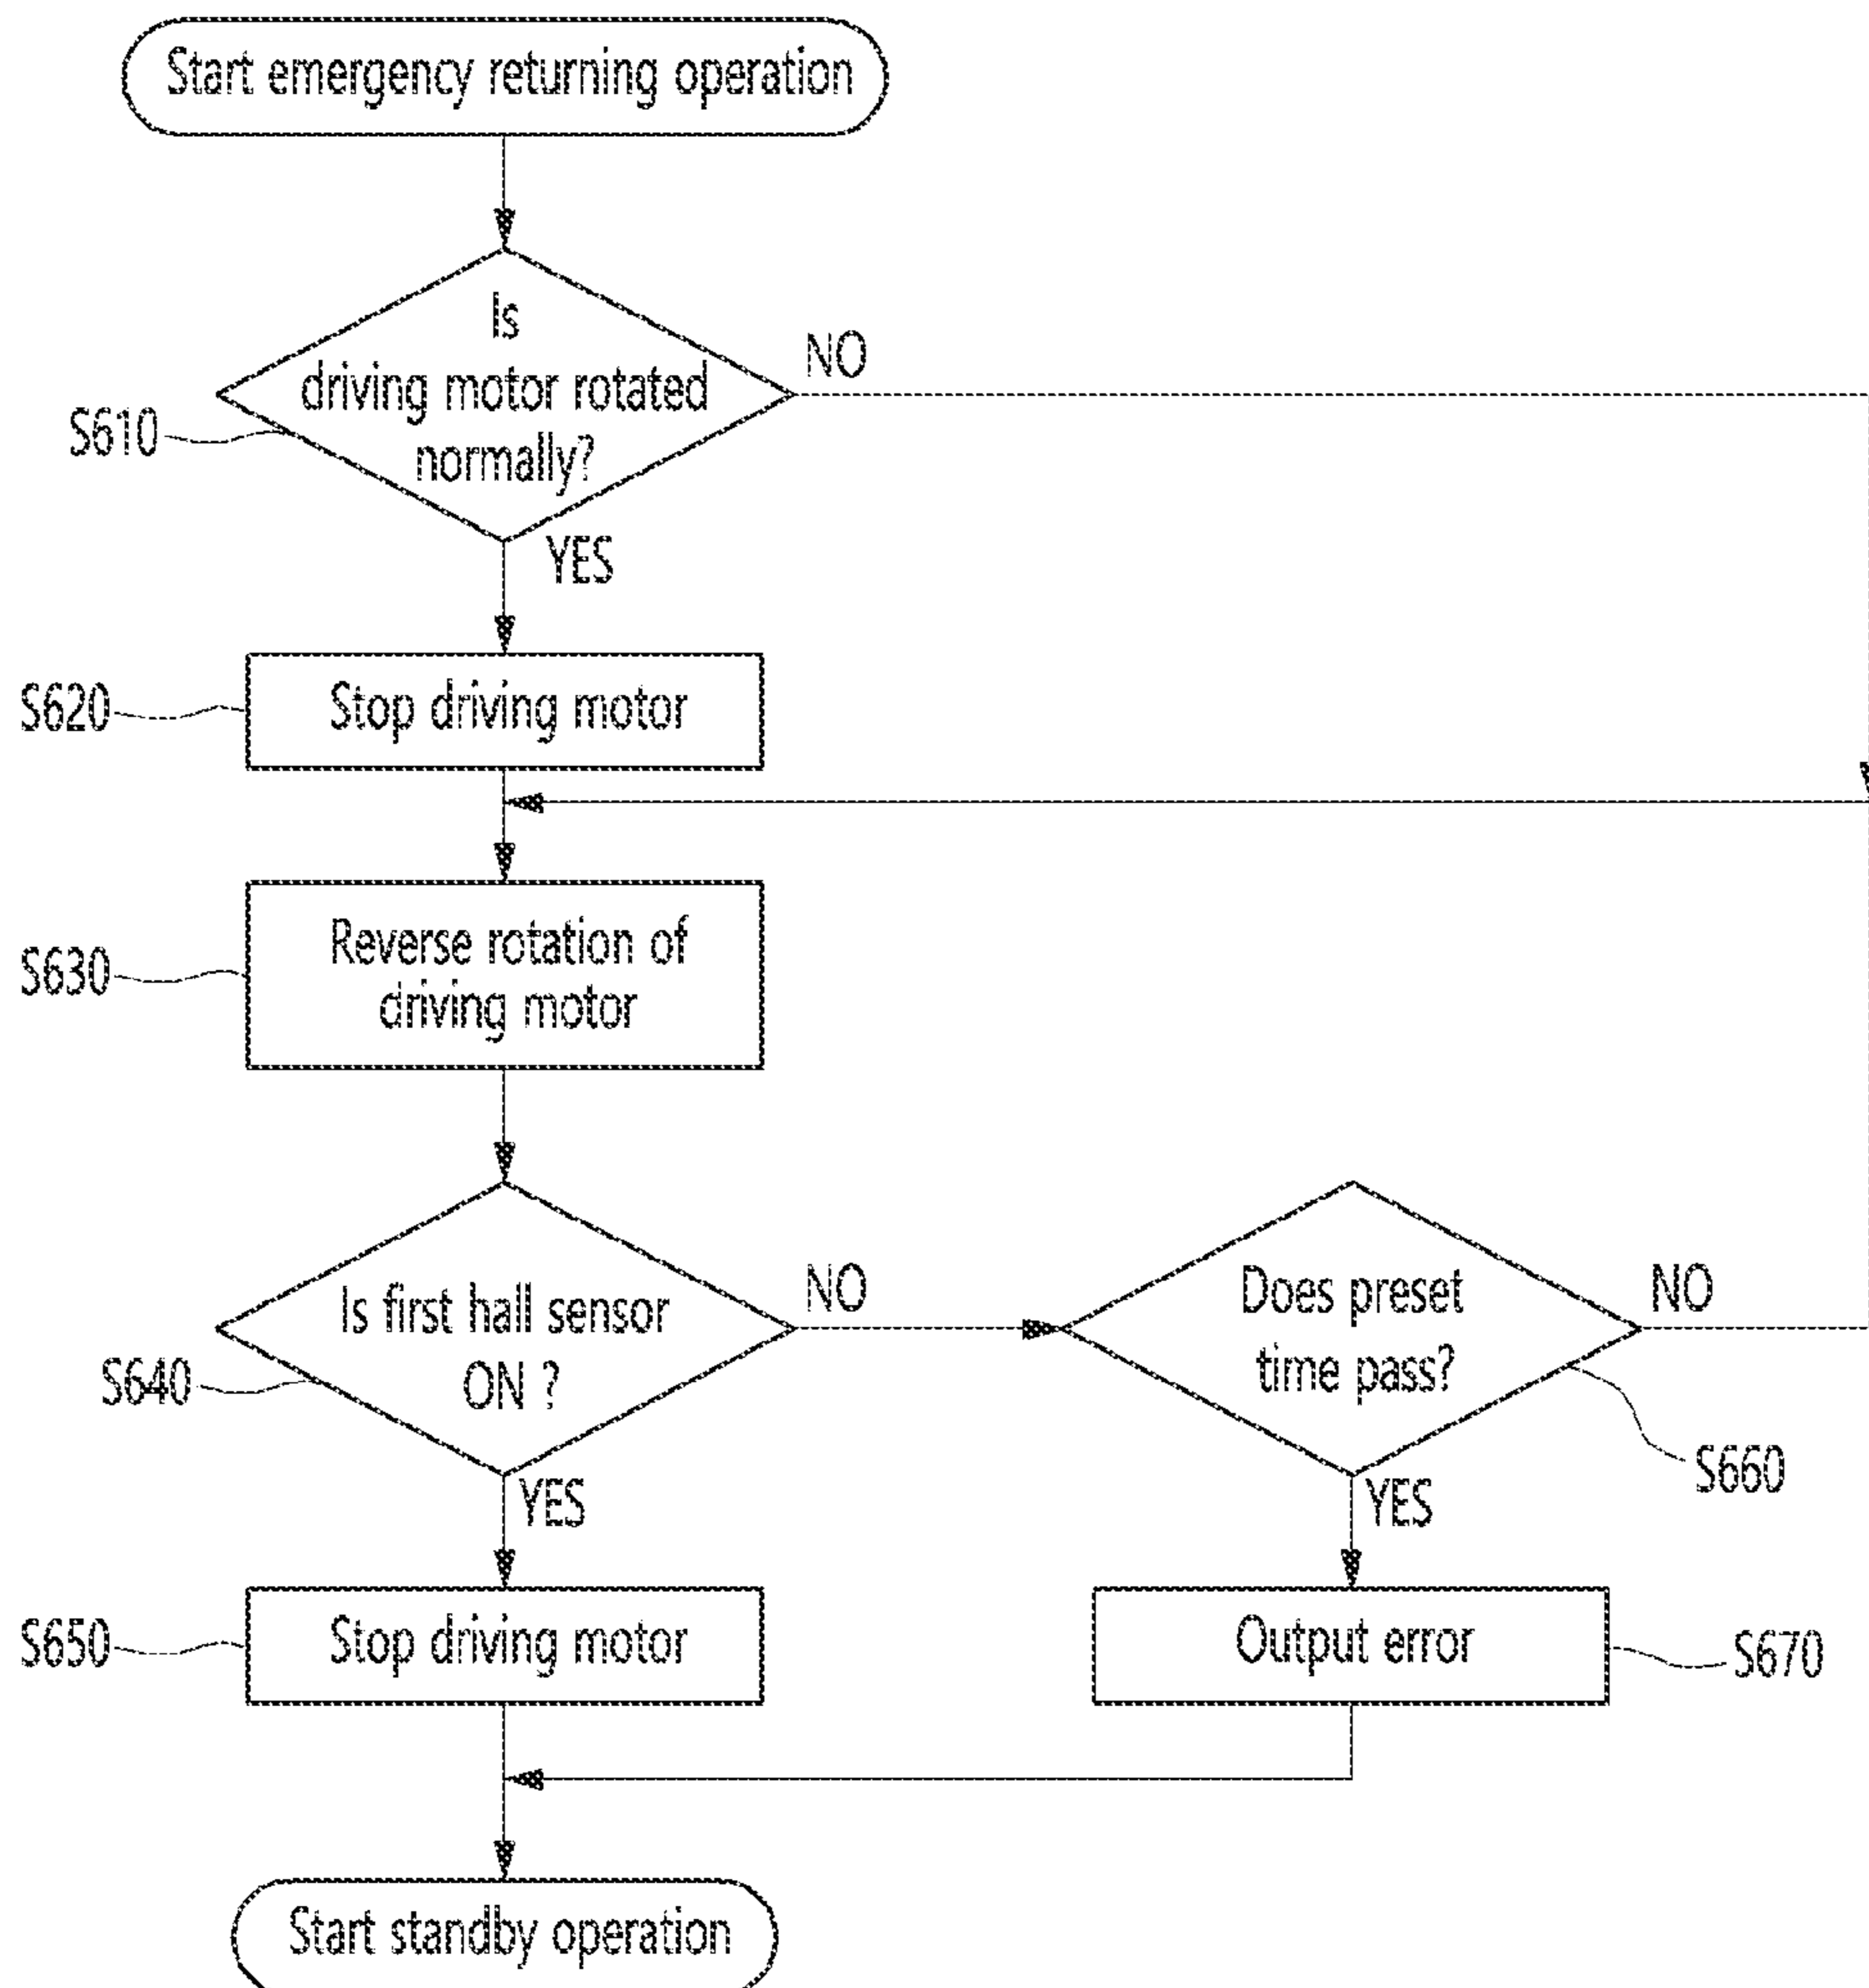 Start emergency returning operation
Is
driving motor rotated
normally?
NO
S610
YES
S620
Stop driving motor
S630
Reverse rotation of
driving motor
Is first hall sensor
ON ?
NO
S640
YES
Does preset
time pass?
NO
S660
YES
S650
Stop driving motor
Output error
S670
Start standby operation